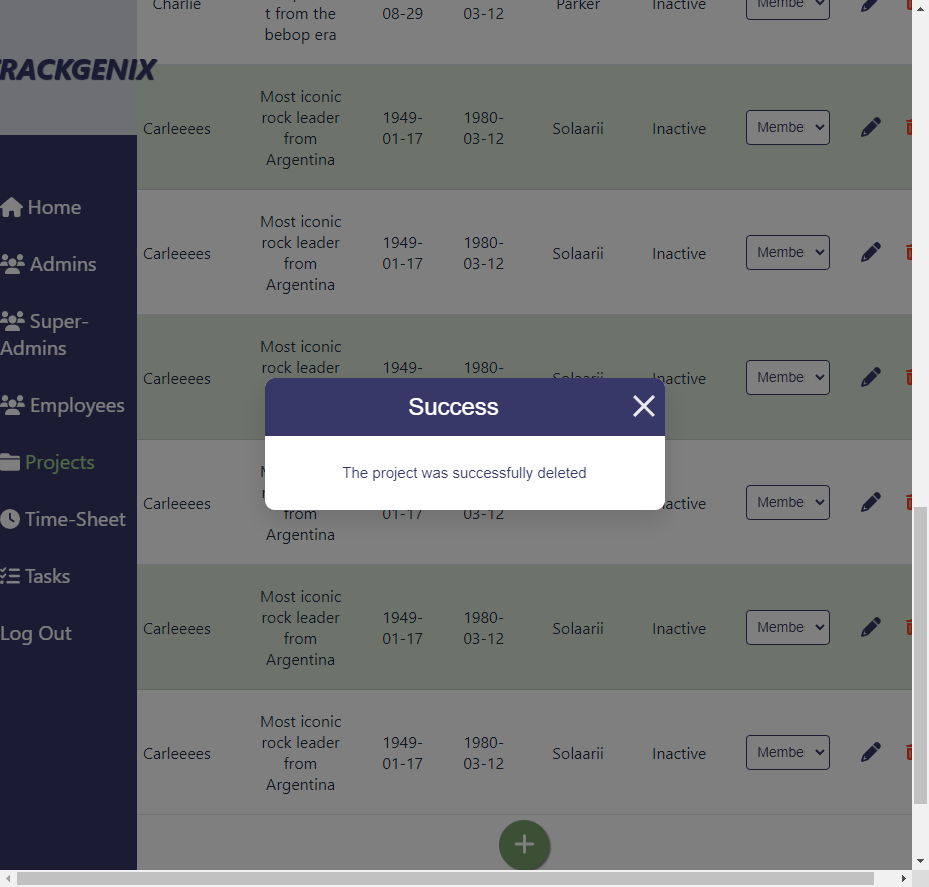 TRACKGENIX
Home
Admins
Super-
Admins
Employees
Projects
Time-Sheet
Tasks
Log Out
Charlie
t from the
bebop era
08-29
03-12
Parker
Inactive
Membe
Carleeees
Most iconic
rock leader
from
Argentina
1949-
01-17
1980-
03-12
Solaarii
Inactive
Membe
Carleeees
Most iconic
rock leader
from
Argentina
1949-
01-17
1980-
03-12
Solaarii
Inactive
Membe
Carleeees
Most iconic
rock leader
1949-
1980-
Solaarii
Inactive
Membe
Success
The project was successfully deleted
Carleeees
from
Argentina
01-17
03-12
Inactive
Membe
Carleeees
Most iconic
rock leader
from
Argentina
1949-
01-17
1980-
03-12
Solaarii
Inactive
Membe
Carleeees
Most iconic
rock leader
from
Argentina
1949-
01-17
1980-
03-12
Solaarii
Inactive
Membe